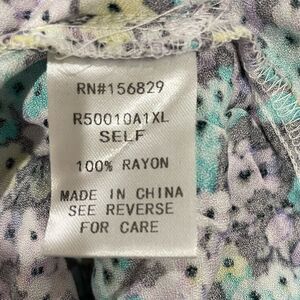 RN#156829
R50010A1XL
SELF
100% RAYON
MADE IN CHINA
SEE REVERSE
FOR CARE